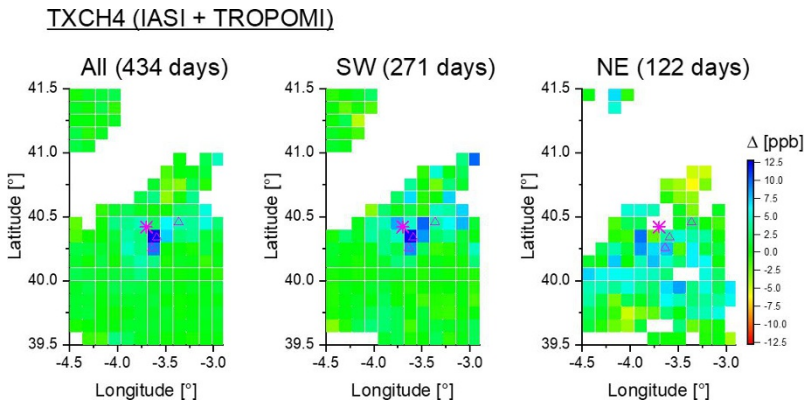 TXCH4 (IASI + TROPOMI)
All (434 days)
SW (271 days)
NE (122 days)
41.5
41.0
40.5
40.0
39.5
Latitude [°]
-4.5 -4.0 -3.5 -3.0
Longitude [°]
41.5
41.0
40.5
40.0
39.5
Latitude [°]
-4.5 -4.0 -3.5 -3.0
Longitude [°]
41.5
41.0
40.5
40.0
39.5
Latitude [°]
-4.5 -4.0 -3.5 -3.0
Longitude [°]
Δ [ppb]
12.5
10.0
7.5
5.0
2.5
0.0
-2.5
-5.0
-7.5
-10.0
-12.5